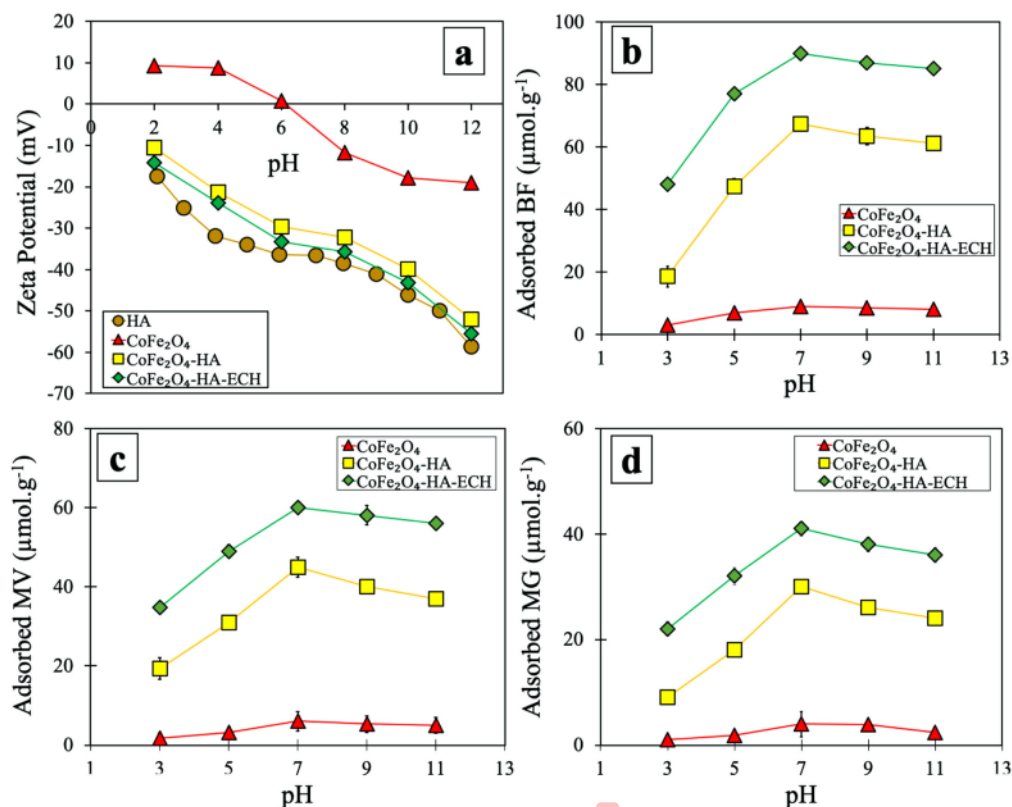 a
Zeta Potential (mV)
20
10
0
-10
-20
-30
-40
-50
-60
-70
0 2 4 6 8 10 12
pH
HA
CoFe₂O₄
CoFe₂O₄-HA
CoFe₂O₄-HA-ECH
b
Adsorbed BF (μmol.g⁻¹)
100
80
60
40
20
0
CoFe₂O₄
CoFe₂O₄-HA
CoFe₂O₄-HA-ECH
1 3 5 7 9 11 13
pH
c
Adsorbed MV (μmol.g⁻¹)
80
60
40
20
0
CoFe₂O₄
CoFe₂O₄-HA
CoFe₂O₄-HA-ECH
1 3 5 7 9 11 13
pH
d
Adsorbed MG (μmol.g⁻¹)
60
40
20
0
CoFe₂O₄
CoFe₂O₄-HA
CoFe₂O₄-HA-ECH
1 3 5 7 9 11 13
pH